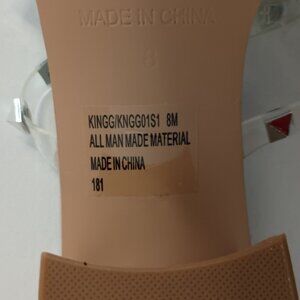 MADE IN CHINA
8
KINGG/KNGG01S1 8M
ALL MAN MADE MATERIAL
MADE IN CHINA
181